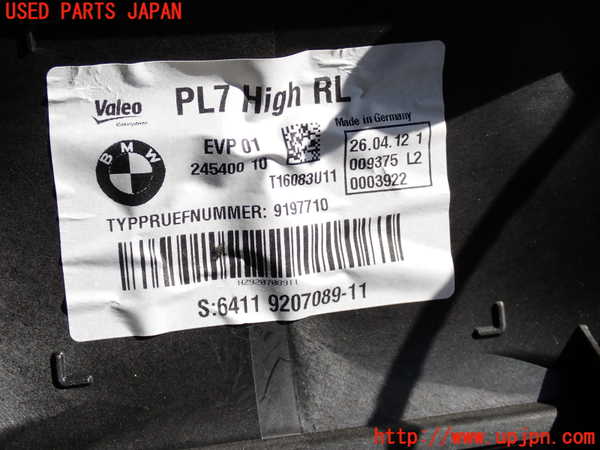 USED PARTS JAPAN
Valeo
PL7 High RL
Made in Germany
BMW
EVP 01
245400 10
T16083U11
26.04.12 1
009375 L2
0003922
TYPPRUEFNUMMER: 9197710
HZ920708911
S:6411 9207089-11
http://www.upjpn.com/